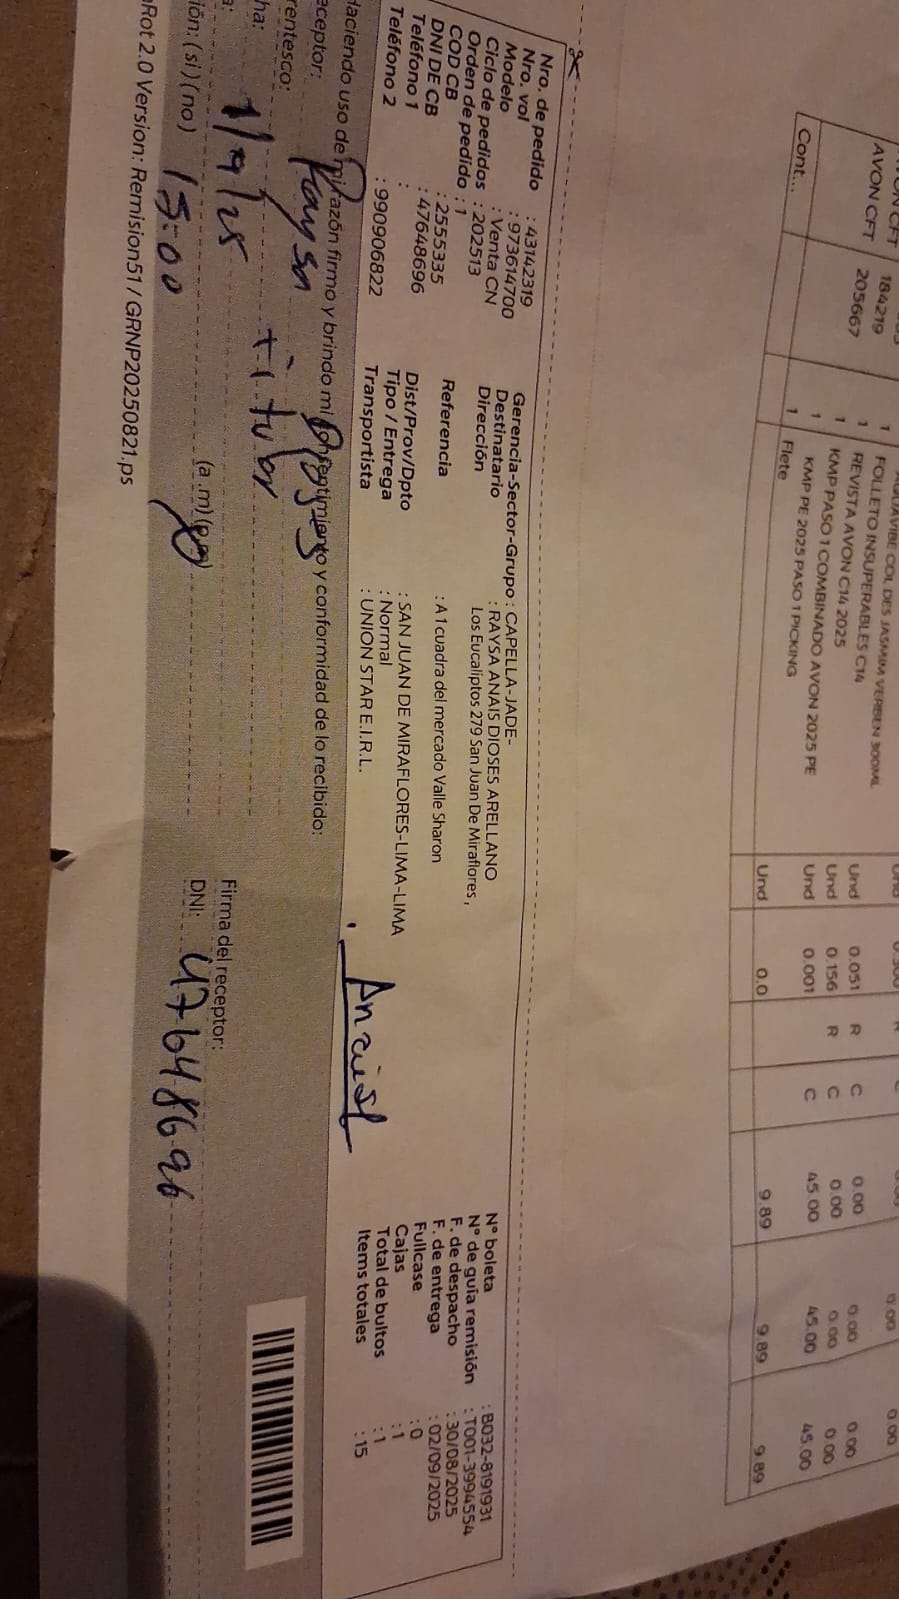 AVON CFT 184219 1 FOLLETO INSUPERABLES C14
AVON CFT 205667 1 REVISTA AVON C14 2025 Und 0.051 R C 0.00 0.00 0.00
1 KMP PASO 1 COMBINADO AVON 2025 PE Und 0.156 R C 0.00 0.00 0.00
1 KMP PE 2025 PASO 1 PICKING Und 0.001 C 45.00 45.00 45.00
Cont... 1 Flete Und 0.0 9.89 9.89 9.89
Nro. de pedido : 43142319
Nro. vol : 973614700
Modelo : Venta CN
Ciclo de pedidos : 202513
Orden de pedido : 1
COD CB : 2555335
DNI DE CB : 47648696
Teléfono 1 :
Teléfono 2 : 990906822
Gerencia-Sector-Grupo : CAPELLA-JADE-
Destinatario : RAYSA ANAIS DIOSES ARELLANO
Dirección Los Eucaliptos 279 San Juan De Miraflores ,
Referencia : A 1 cuadra del mercado Valle Sharon
Dist/Prov/Dpto : SAN JUAN DE MIRAFLORES-LIMA-LIMA
Tipo / Entrega : Normal
Transportista : UNION STAR E.I.R.L.
N° boleta : B032-8191931
N° de guía remisión : T001-3994554
F. de despacho : 30/08/2025
F. de entrega : 02/09/2025
Fullcase : 0
Cajas : 1
Total de bultos : 1
Items totales : 15
Haciendo uso de mi razón firmo y brindo mi consentimiento y conformidad de lo recibido:
eceptor: Raysa
rentesco: titular
ha: 1/9/25
a: 15:00 (a .m) (p.m)
ión: (si) (no)
Firma del receptor:
DNI: 47648696
Rot 2.0 Version: Remision51 / GRNP20250821.ps